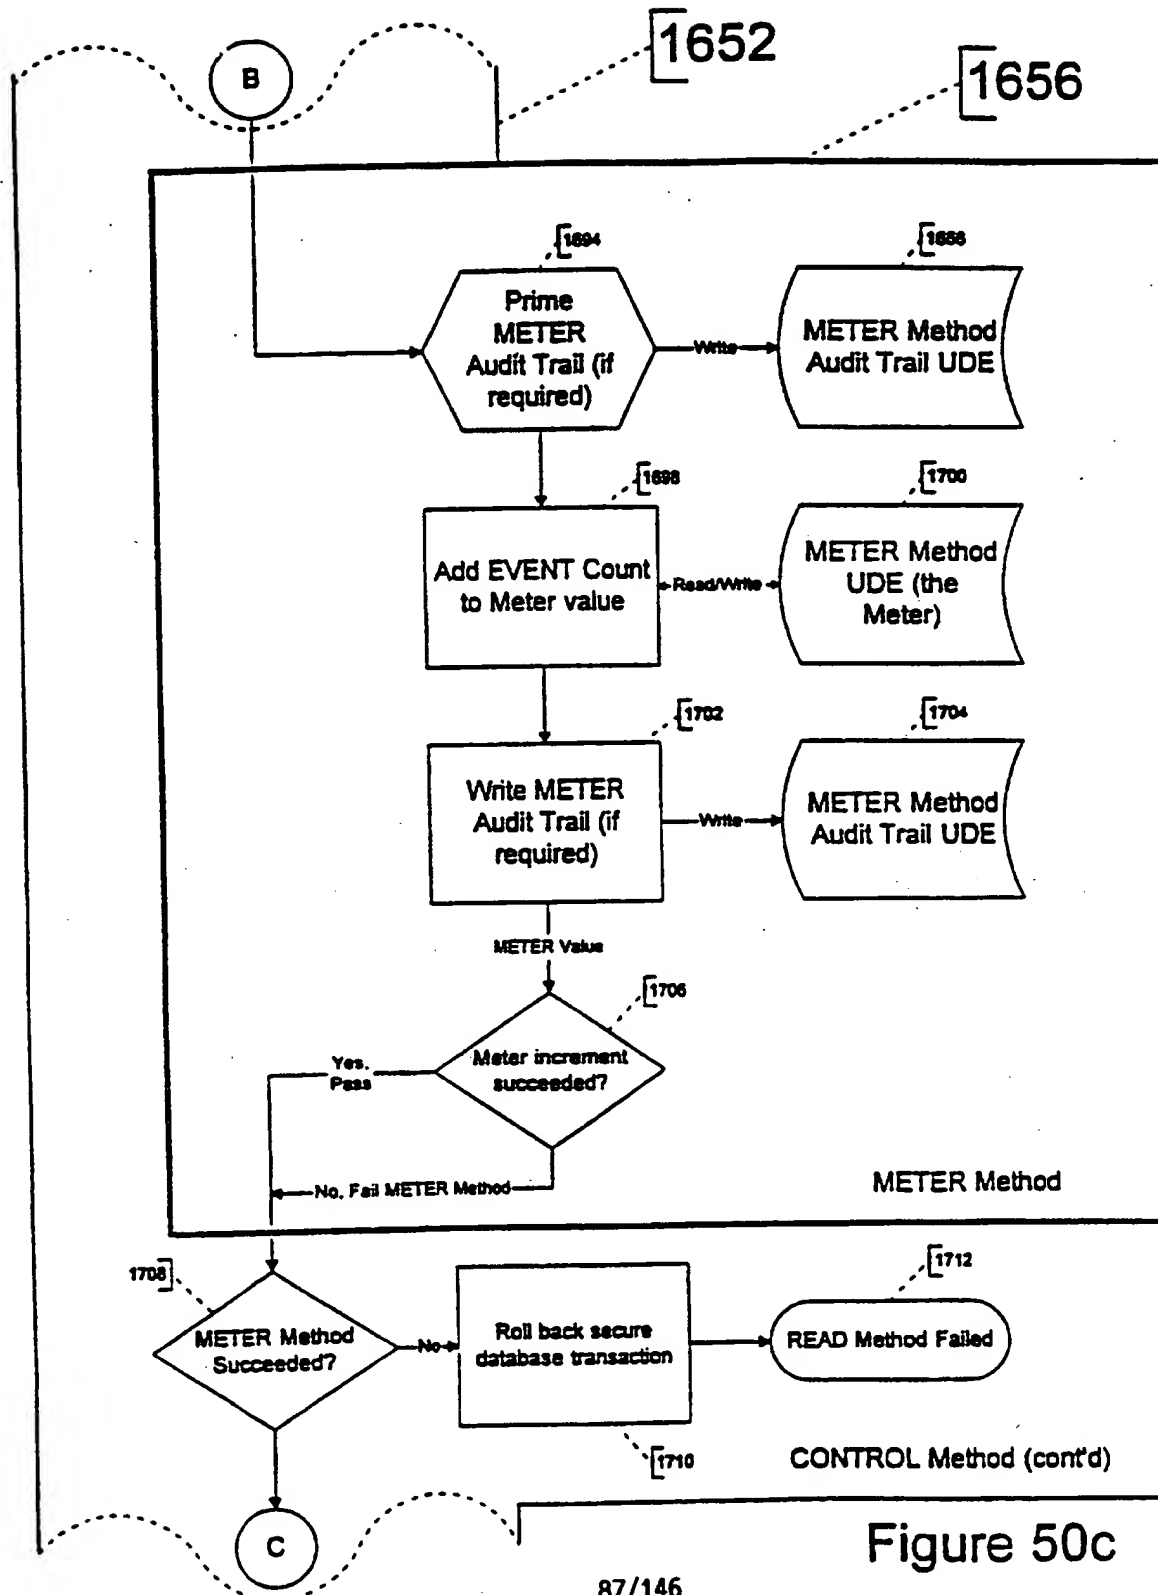 B
1652
1656
1694
Prime
METER
Audit Trail (if
required)
Write
METER Method
Audit Trail UDE
1698
1700
Add EVENT Count
to Meter value
Read/Write
METER Method
UDE (the
Meter)
1702
1704
Write METER
Audit Trail (if
required)
Write
METER Method
Audit Trail UDE
METER Value
1706
Meter increment
succeeded?
Yes,
Pass
No, Fail METER Method
METER Method
1708
METER Method
Succeeded?
No
Roll back secure
database transaction
1712
READ Method Failed
1710
CONTROL Method (cont'd)
C
Figure 50c
87/146